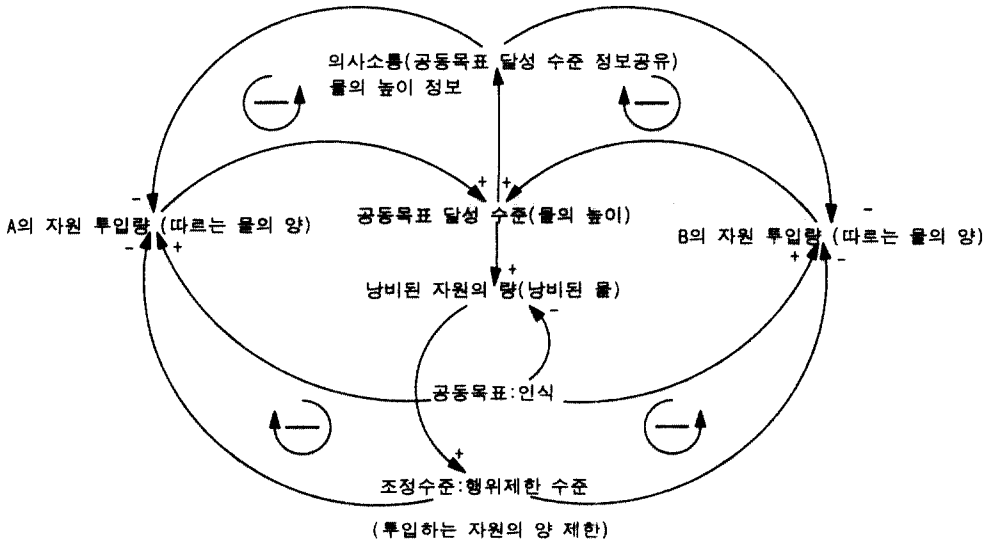 의사소통(공동목표 달성 수준 정보공유)
물의 높이 정보
공동목표 달성 수준(물의 높이)
A의 자원 투입량 (따르는 물의 양)
B의 자원 투입량 (따르는 물의 양)
낭비된 자원의 량(낭비된 물)
공동목표:인식
조정수준:행위제한 수준
(투입하는 자원의 양 제한)